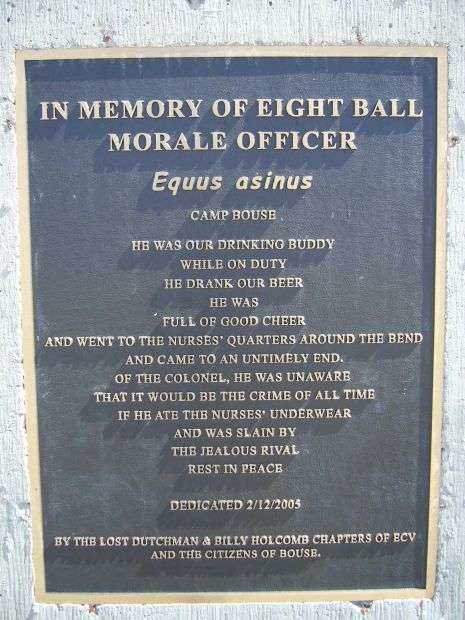 IN MEMORY OF EIGHT BALL
MORALE OFFICER
Equus asinus
CAMP BOUSE
HE WAS OUR DRINKING BUDDY
WHILE ON DUTY
HE DRANK OUR BEER
HE WAS
FULL OF GOOD CHEER
AND WENT TO THE NURSES' QUARTERS AROUND THE BEND
AND CAME TO AN UNTIMELY END.
OF THE COLONEL, HE WAS UNAWARE
THAT IT WOULD BE THE CRIME OF ALL TIME
IF HE ATE THE NURSES' UNDERWEAR
AND WAS SLAIN BY
THE JEALOUS RIVAL
REST IN PEACE
DEDICATED 2/12/2005
BY THE LOST DUTCHMAN & BILLY HOLCOMB CHAPTERS OF ECV
AND THE CITIZENS OF BOUSE.